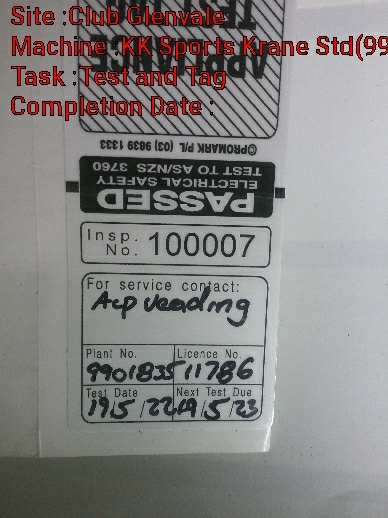 Site :Club Glenvale
Machine :KK Sports Krane Std(99
Task :Test and Tag
Completion Date :
APPLIANCE
©PROMARK P/L (03) 9839 1333
TEST TO AS/NZS 3760
ELECTRICAL SAFETY
PASSED
Insp. No. 100007
For service contact:
Acp vending
Plant No. Licence No.
9901835 11786
Test Date Next Test Due
19/5/22 19/5/23